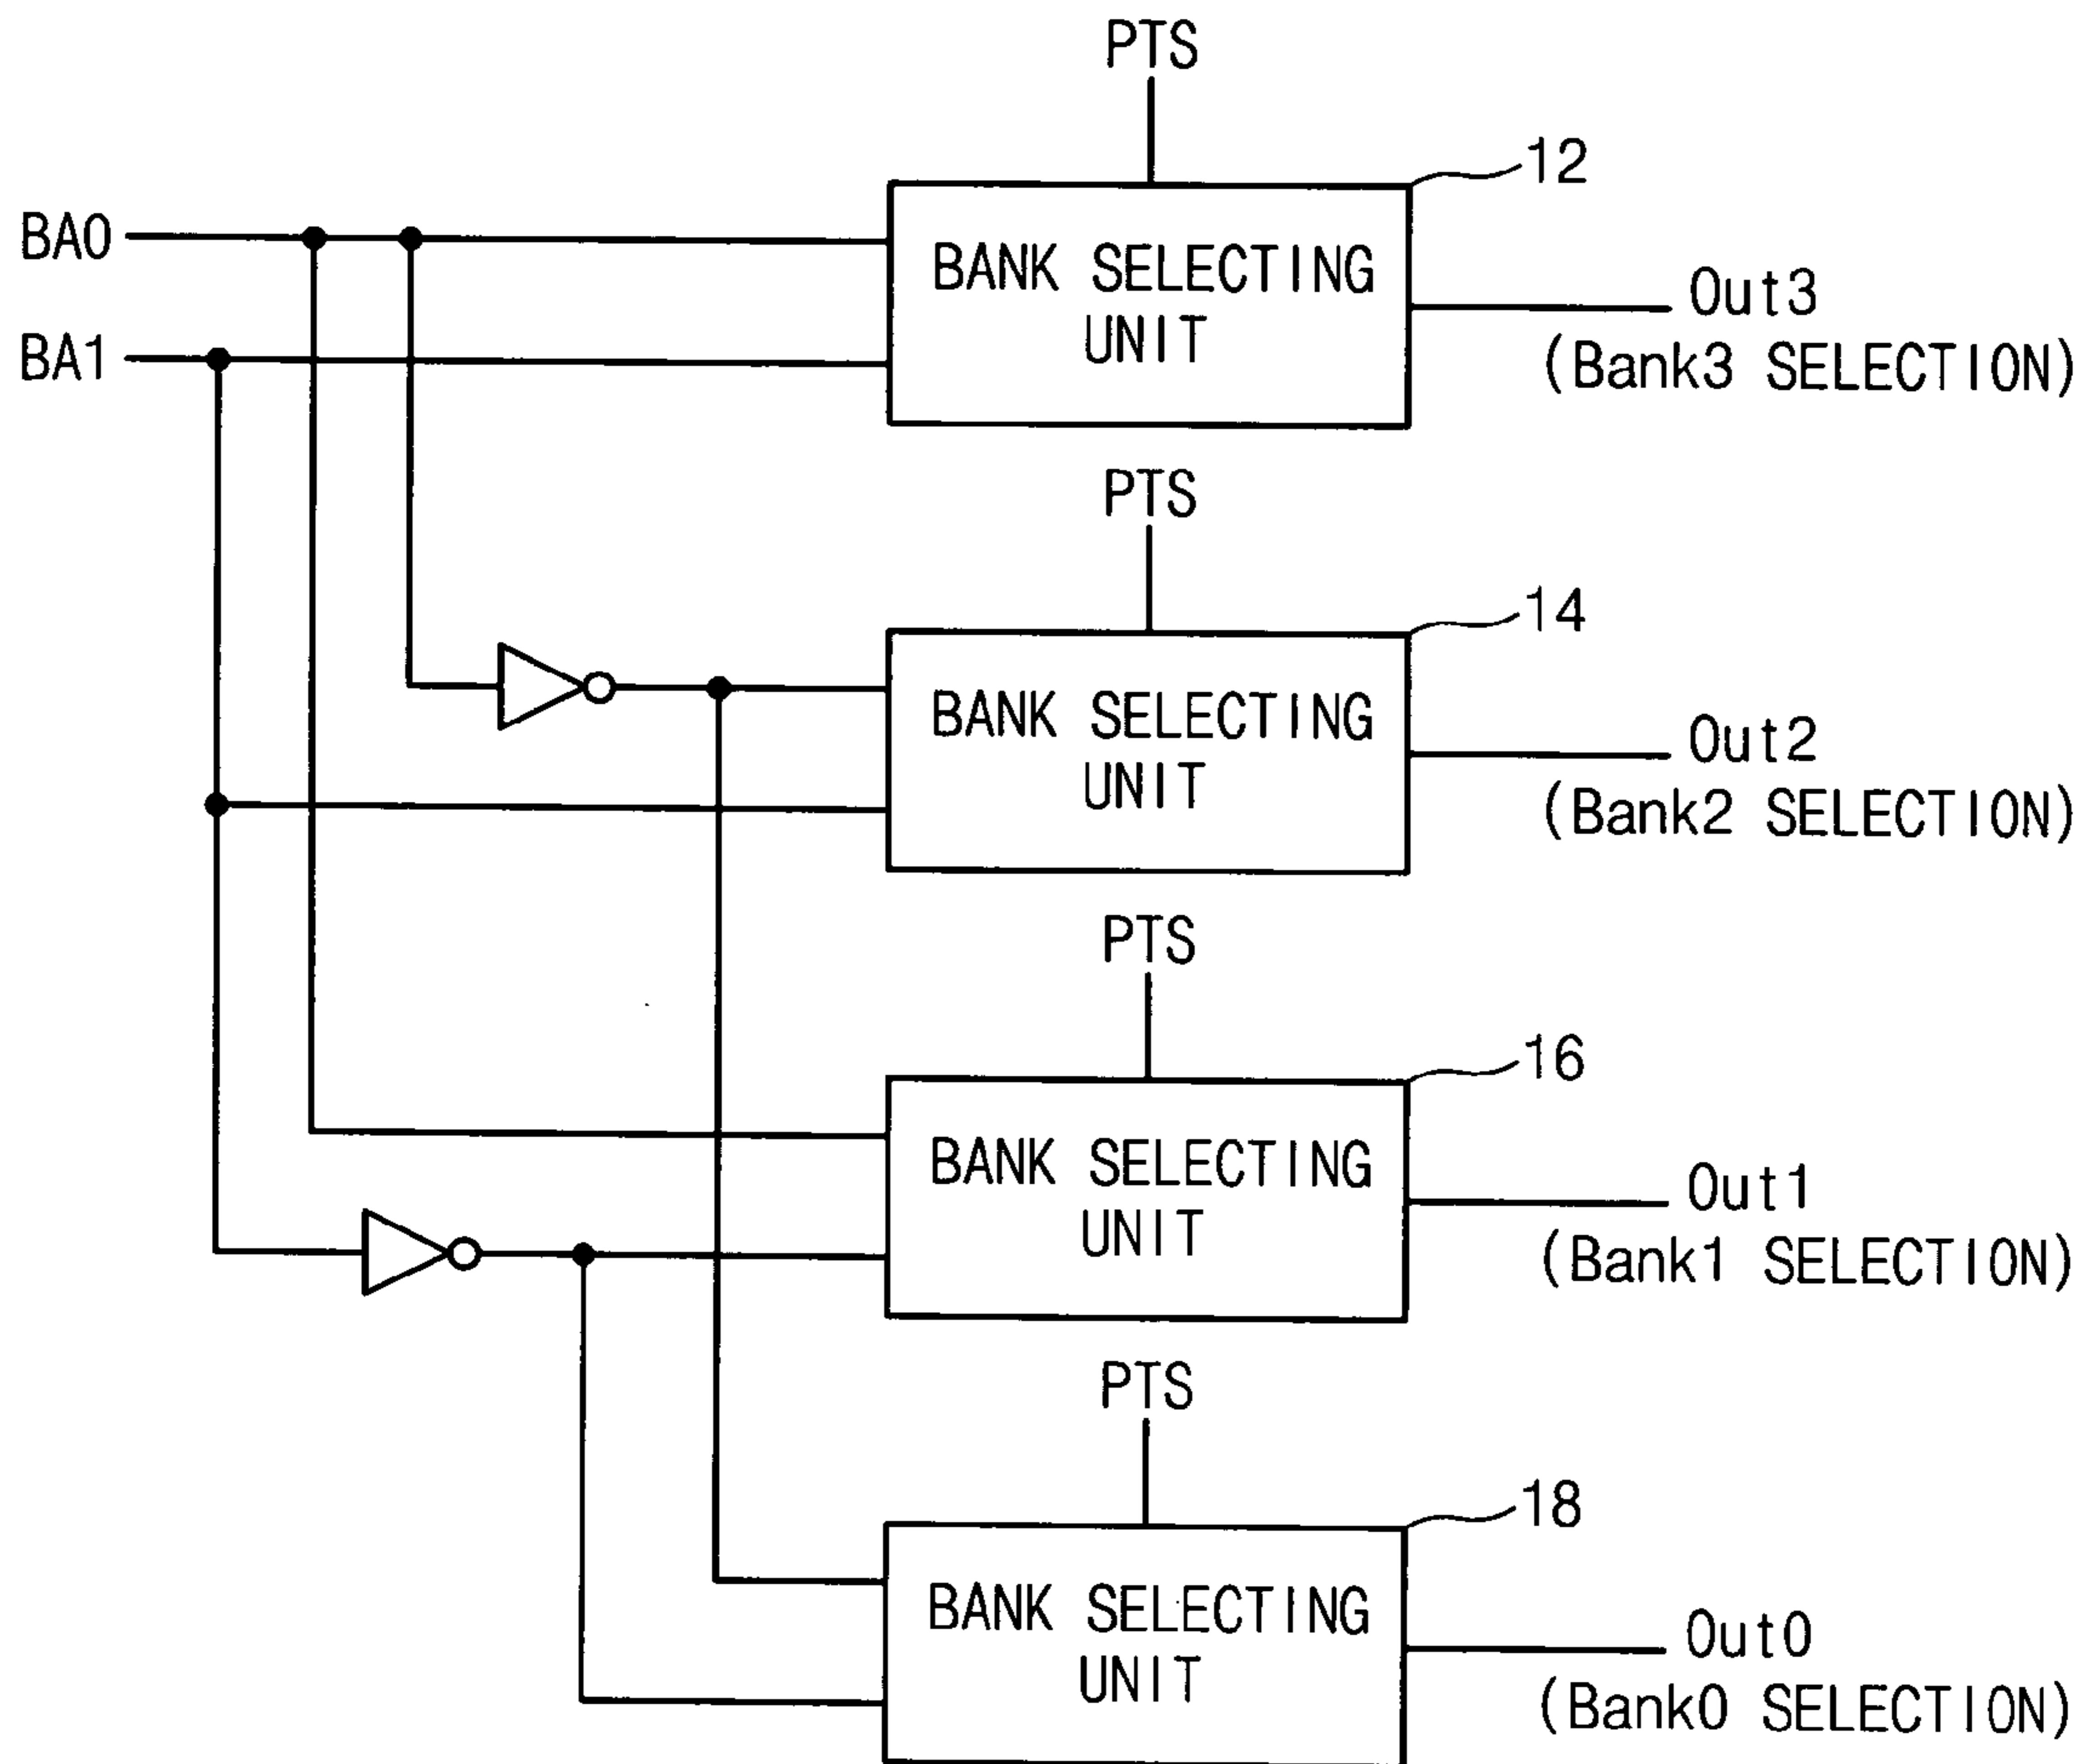 PTS
12
BA0
BANK SELECTING
UNIT
Out3
(Bank3 SELECTION)
BA1
PTS
14
BANK SELECTING
UNIT
Out2
(Bank2 SELECTION)
PTS
16
BANK SELECTING
UNIT
Out1
(Bank1 SELECTION)
PTS
18
BANK SELECTING
UNIT
Out0
(Bank0 SELECTION)